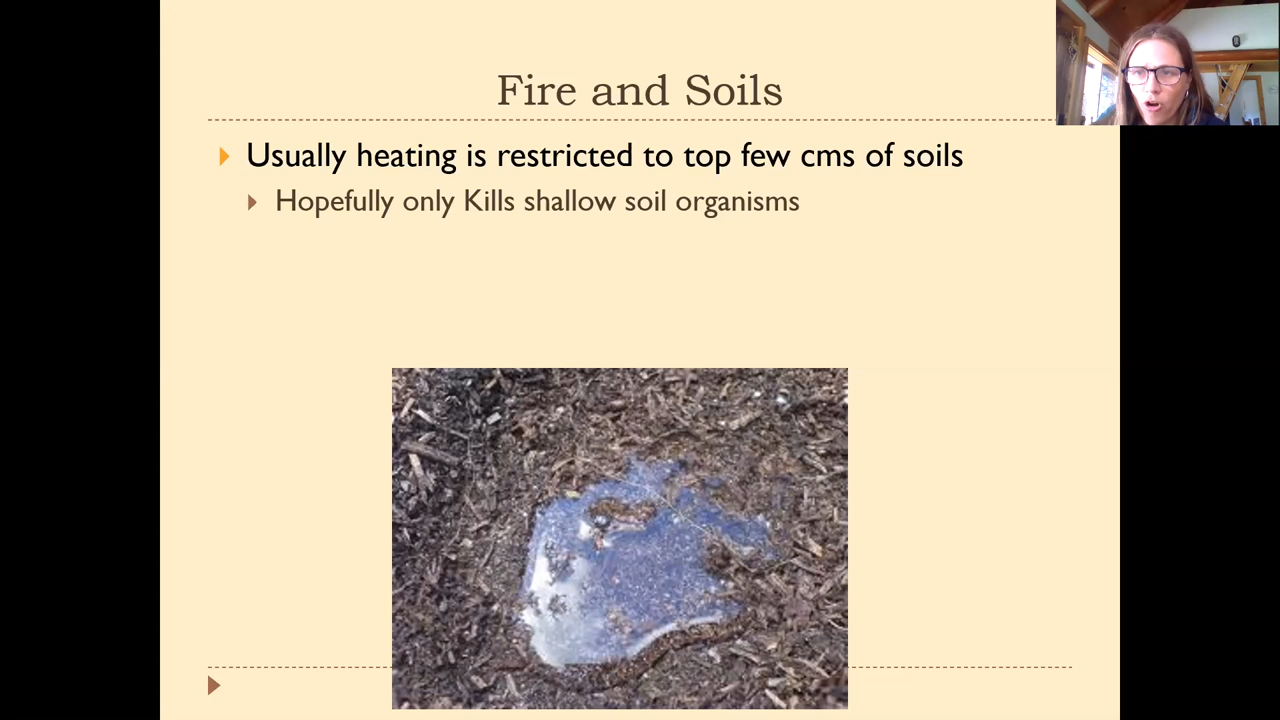 Fire and Soils
Usually heating is restricted to top few cms of soils
Hopefully only Kills shallow soil organisms